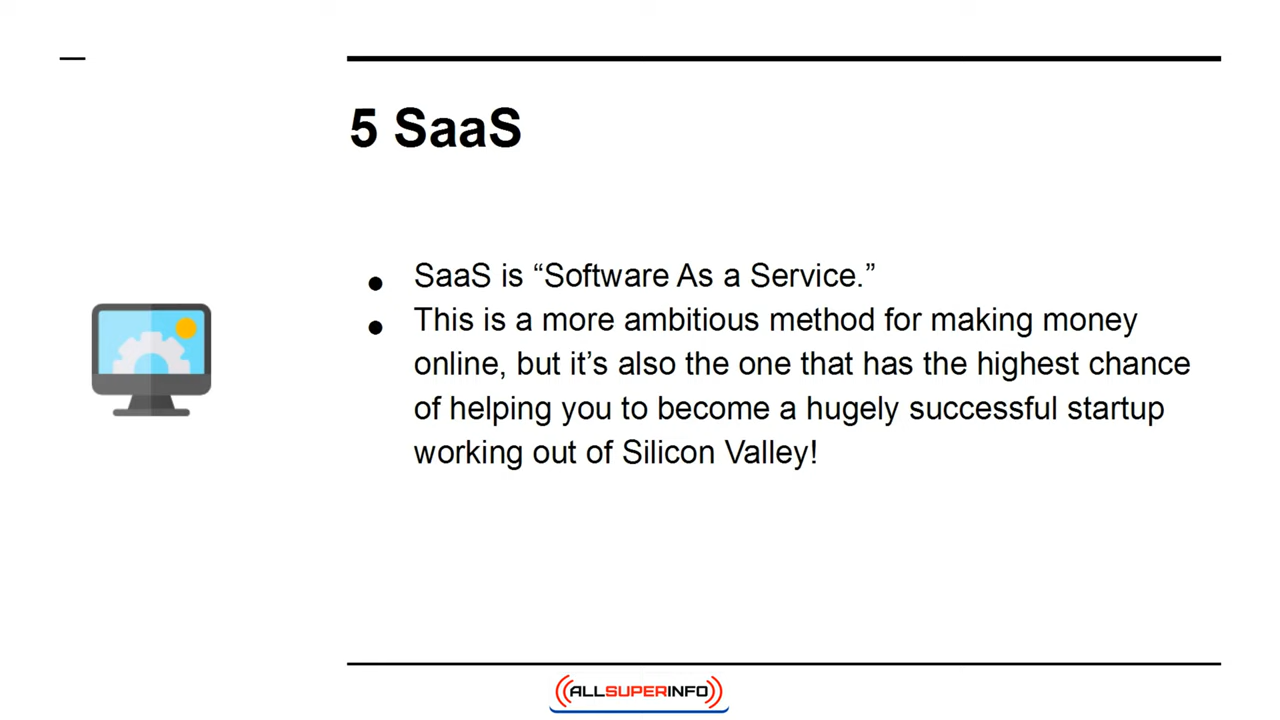 5 SaaS
● SaaS is “Software As a Service.”
● This is a more ambitious method for making money
online, but it’s also the one that has the highest chance
of helping you to become a hugely successful startup
working out of Silicon Valley!
ALLSUPERINFO